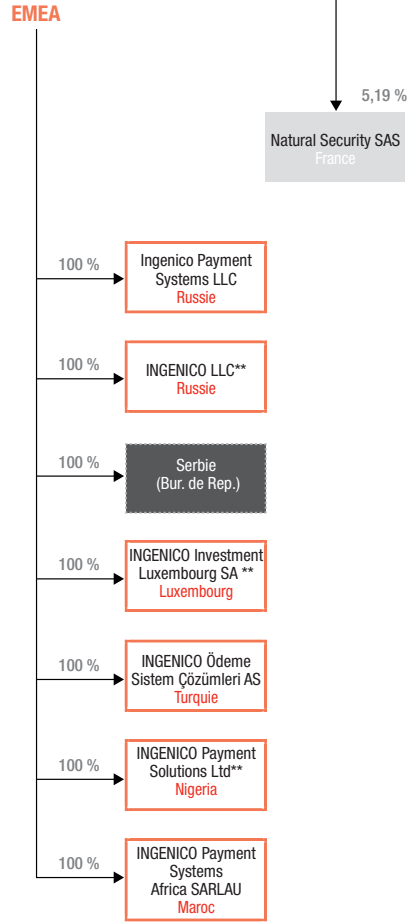 EMEA
5,19 %
Natural Security SAS
France
100 %
Ingenico Payment
Systems LLC
Russie
100 %
INGENICO LLC**
Russie
100 %
Serbie
(Bur. de Rep.)
100 %
INGENICO Investment
Luxembourg SA **
Luxembourg
100 %
INGENICO Ödeme
Sistem Çözümleri AS
Turquie
100 %
INGENICO Payment
Solutions Ltd**
Nigeria
100 %
INGENICO Payment
Systems
Africa SARLAU
Maroc